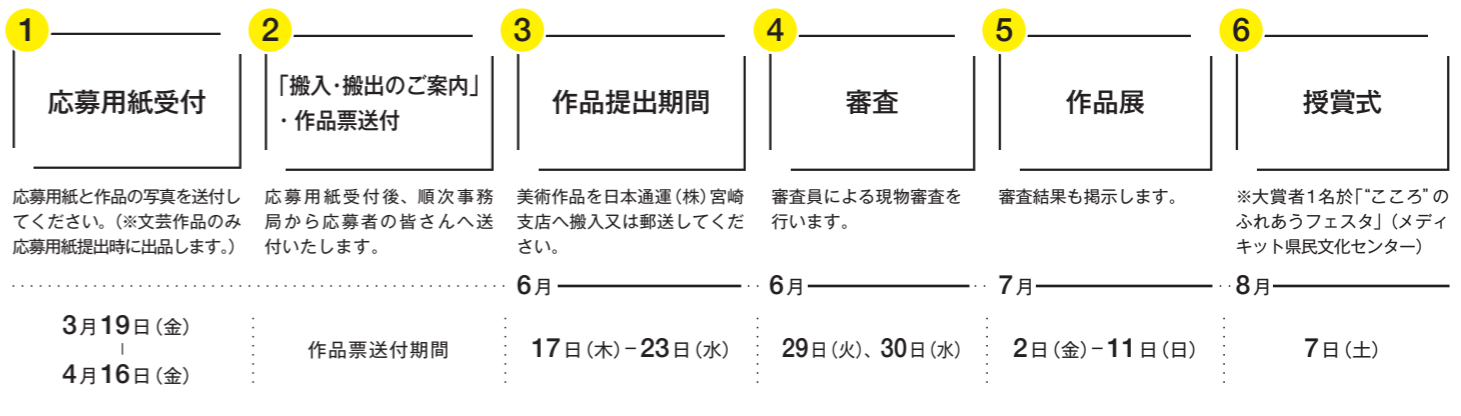 1
応募用紙受付
応募用紙と作品の写真を送付し
てください。(※文芸作品のみ
応募用紙提出時に出品します。)
3月19日(金)
–
4月16日(金)
2
「搬入・搬出のご案内」
・作品票送付
応募用紙受付後、順次事務
局から応募者の皆さんへ送
付いたします。
作品票送付期間
3
作品提出期間
美術作品を日本通運(株)宮崎
支店へ搬入又は郵送してくだ
さい。
6月
17日(木)–23日(水)
4
審査
審査員による現物審査を
行います。
6月
29日(火)、30日(水)
5
作品展
審査結果も掲示します。
7月
2日(金)–11日(日)
6
授賞式
※大賞者1名於「“こころ”の
ふれあうフェスタ」(メディ
キット県民文化センター)
8月
7日(土)